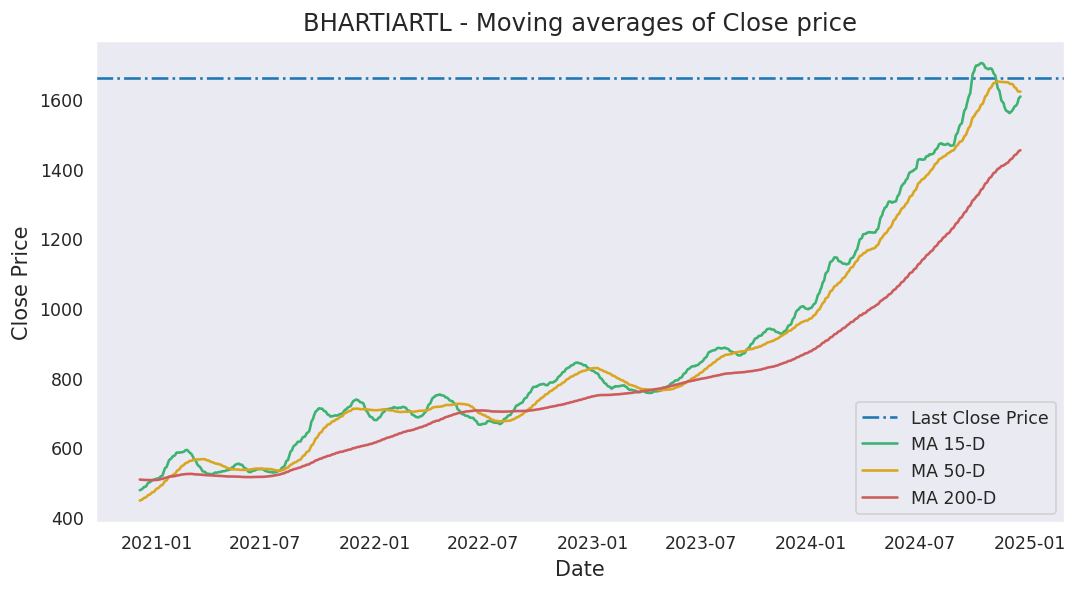 BHARTIARTL - Moving averages of Close price
Close Price
1600
1400
1200
1000
800
600
400
2021-01 2021-07 2022-01 2022-07 2023-01 2023-07 2024-01 2024-07 2025-01
Date
Last Close Price
MA 15-D
MA 50-D
MA 200-D